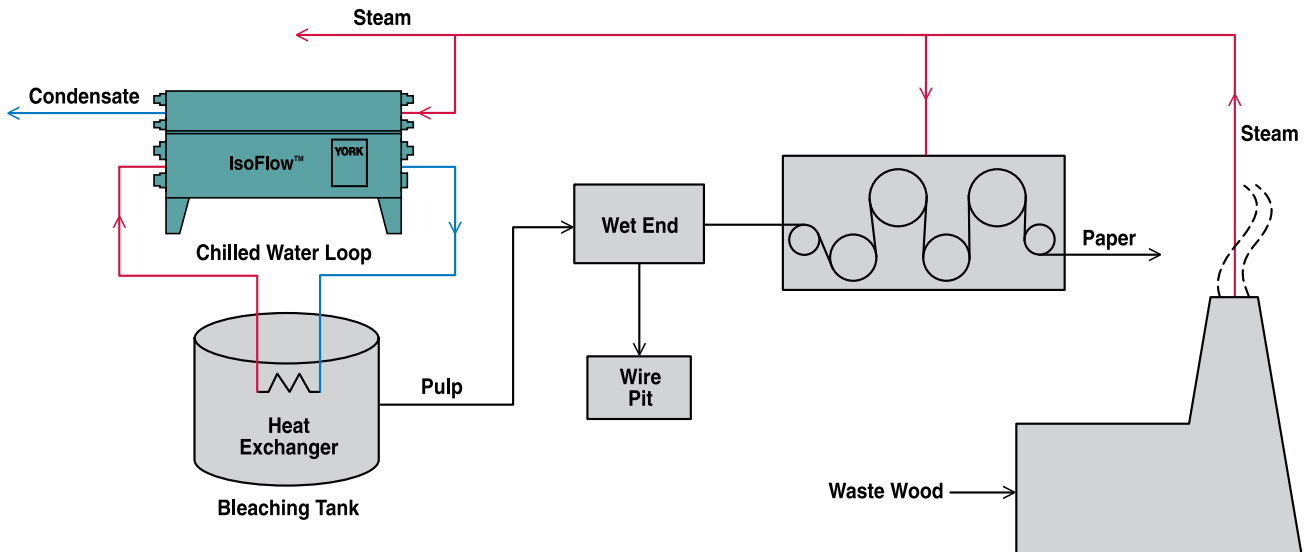 Steam
Condensate
IsoFlow™
YORK
Steam
Chilled Water Loop
Wet End
Paper
Pulp
Wire
Pit
Heat
Exchanger
Bleaching Tank
Waste Wood